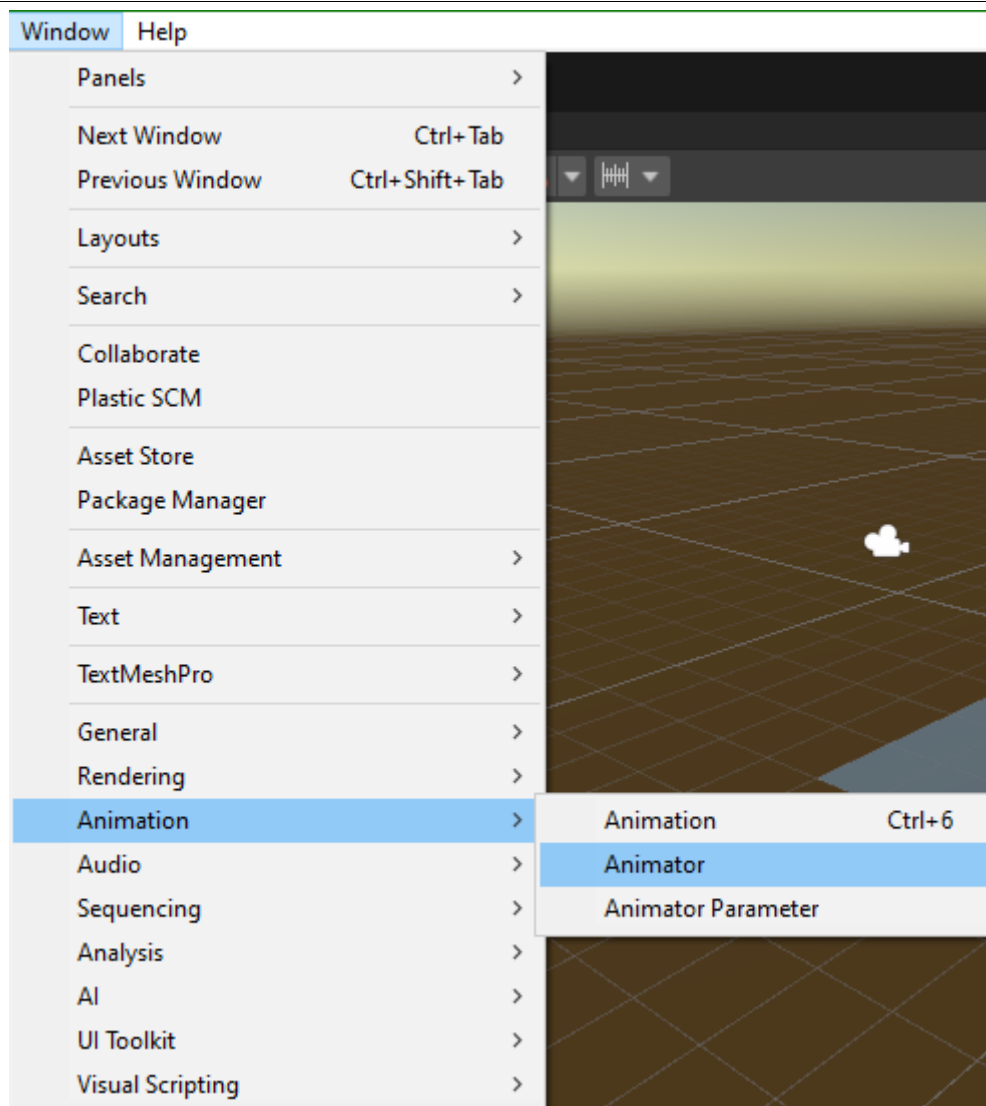 Window Help
Panels
Next Window Ctrl+Tab
Previous Window Ctrl+Shift+Tab
Layouts
Search
Collaborate
Plastic SCM
Asset Store
Package Manager
Asset Management
Text
TextMeshPro
General
Rendering
Animation
Animation Ctrl+6
Animator
Animator Parameter
Audio
Sequencing
Analysis
AI
UI Toolkit
Visual Scripting